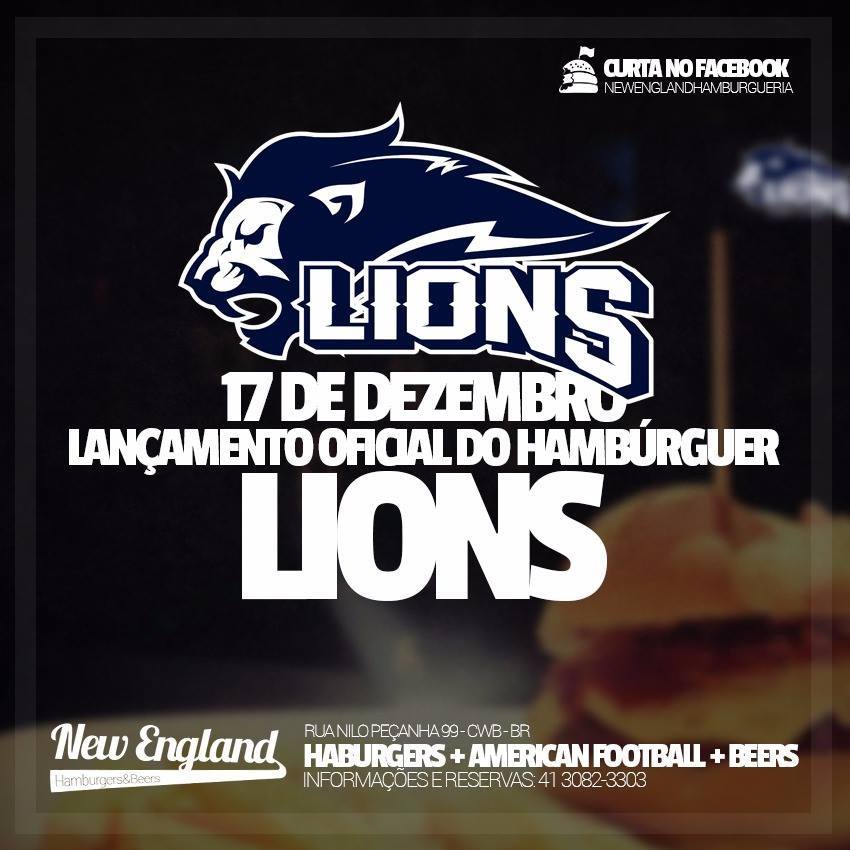 CURTA NO FACEBOOK
NEWENGLANDHAMBURGUERIA
LIONS
LIONS
17 DE DEZEMBRO
LANÇAMENTO OFICIAL DO HAMBÚRGUER
LIONS
New England
Hamburgers&Beers
RUA NILO PEÇANHA 99 - CWB - BR
HABURGERS + AMERICAN FOOTBALL + BEERS
INFORMAÇÕES E RESERVAS: 41 3082-3303